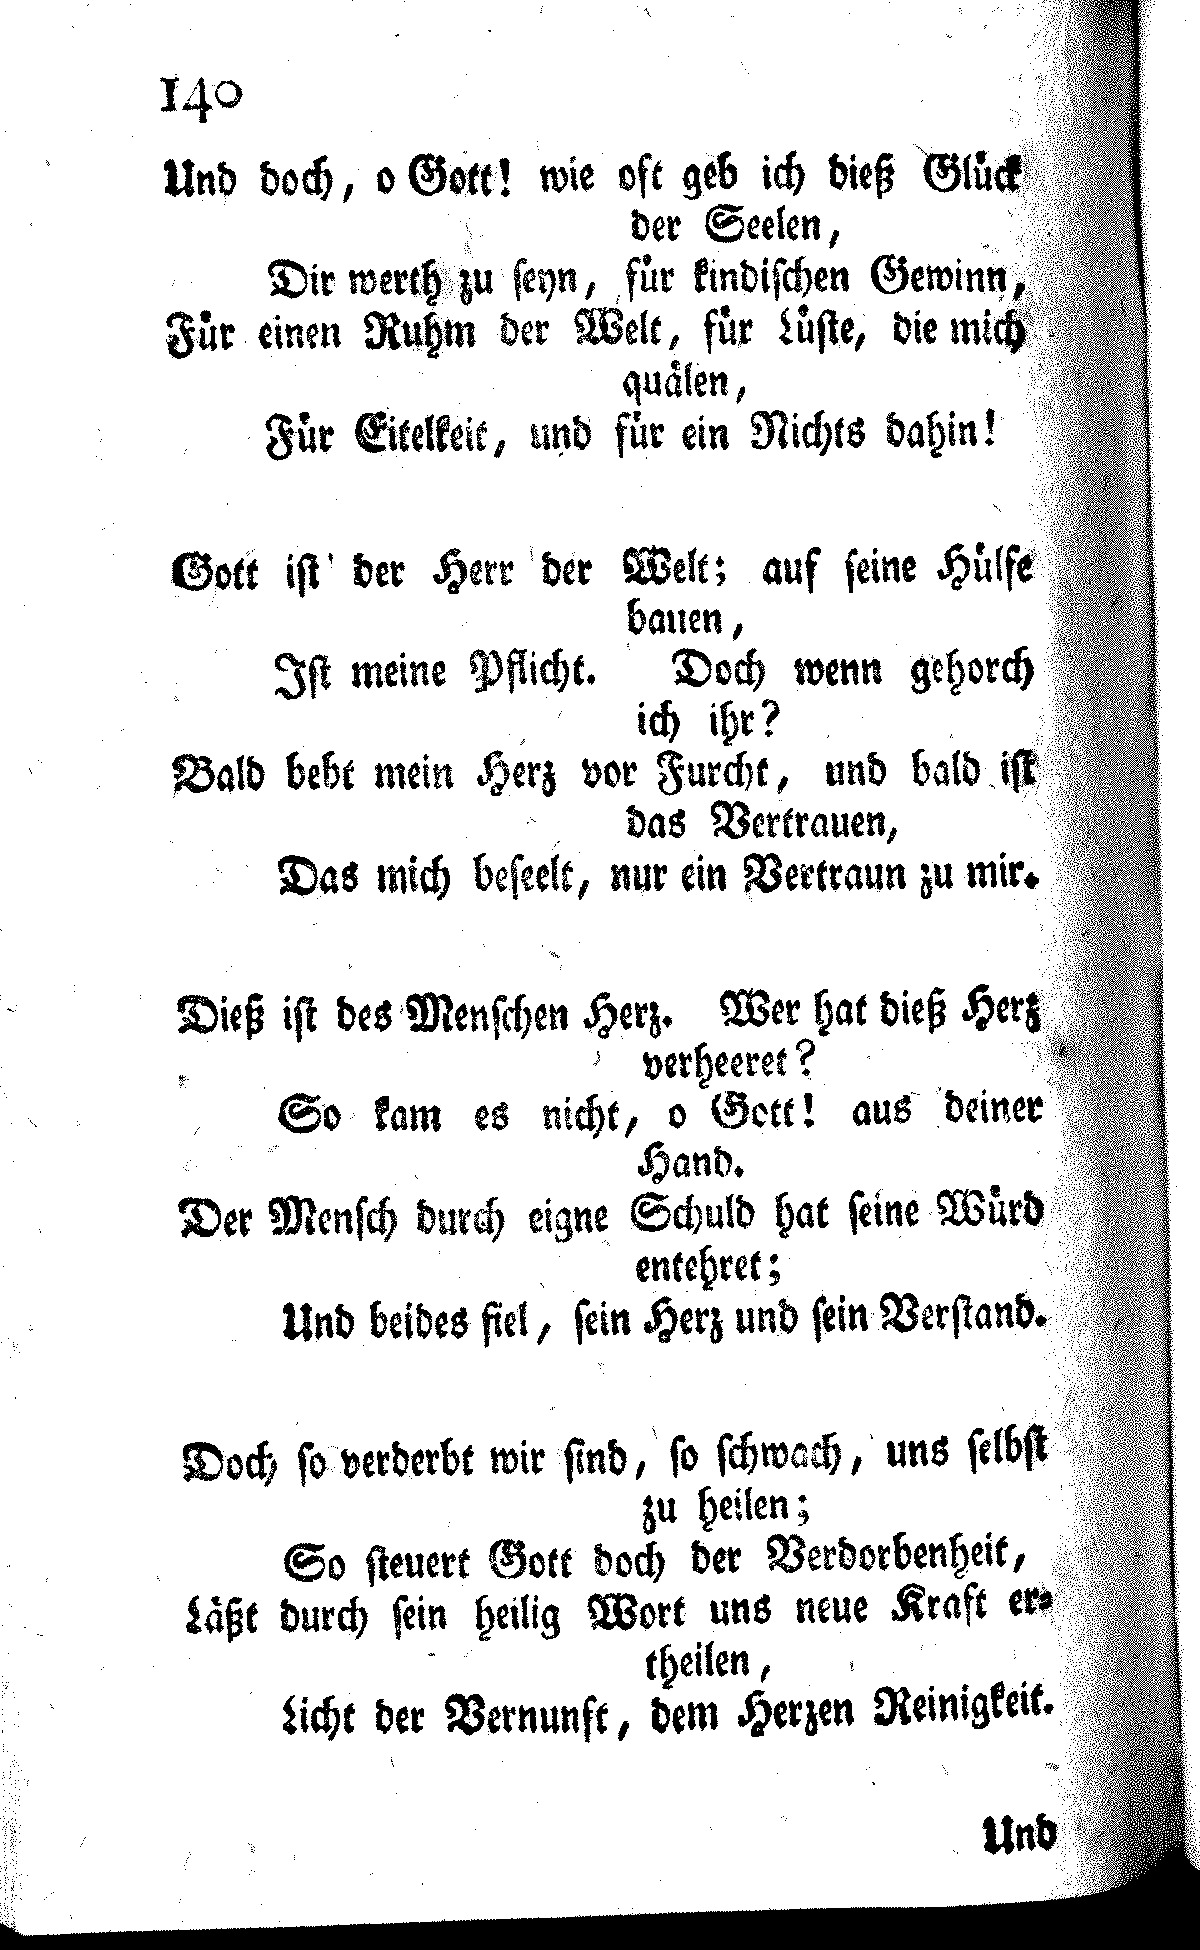 140
Und doch, o Gott! wie oft geb ich dieß Glück
der Seelen,
Dir werth zu seyn, für kindischen Gewinn,
Für einen Ruhm der Welt, für Lüste, die mich
quälen,
Für Eitelkeit, und für ein Nichts dahin!
Gott ist der Herr der Welt; auf seine Hülfe
bauen,
Ist meine Pflicht. Doch wenn gehorch
ich ihr?
Bald bebt mein Herz vor Furcht, und bald ist
das Vertrauen,
Das mich beseelt, nur ein Vertraun zu mir.
Dieß ist des Menschen Herz. Wer hat dieß Herz
verheeret?
So kam es nicht, o Gott! aus deiner
Hand.
Der Mensch durch eigne Schuld hat seine Würd
entehret;
Und beides fiel, sein Herz und sein Verstand.
Doch so verderbt wir sind, so schwach, uns selbst
zu heilen;
So steuert Gott doch der Verdorbenheit,
Läßt durch sein heilig Wort uns neue Kraft er-
theilen,
Licht der Vernunft, dem Herzen Reinigkeit.
Und